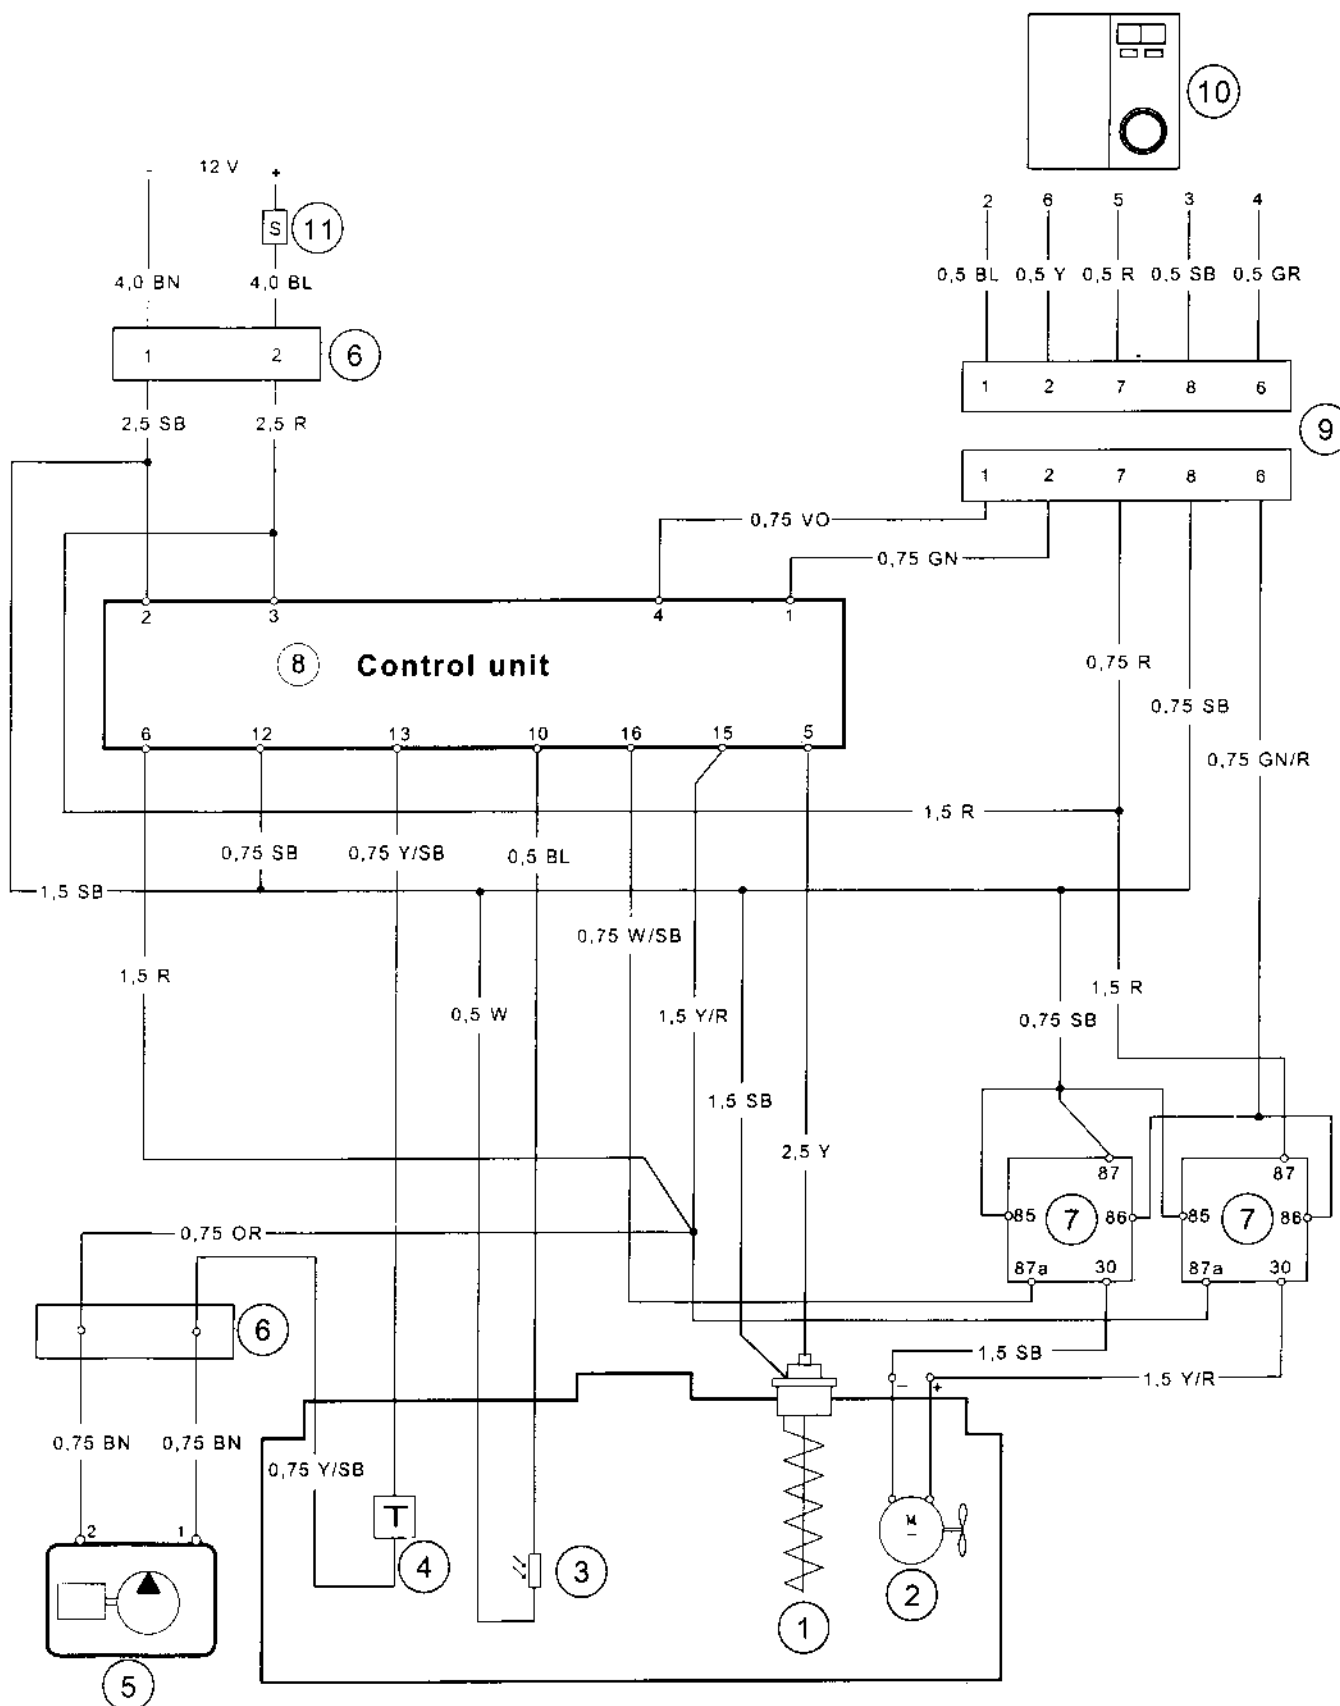 10
12 V
- +
S 11
2 6 5 3 4
4,0 BN 4,0 BL
0,5 BL 0,5 Y 0,5 R 0,5 SB 0,5 GR
1 2 6
1 2 7 8 6
2,5 SB 2,5 R
9
1 2 7 8 6
0,75 VO
0,75 GN
2 3 4 1
8 Control unit
0,75 R
0,75 SB
6 12 13 10 16 15 5
0,75 GN/R
1,5 R
0,75 SB 0,75 Y/SB 0,5 BL
1,5 SB
0,75 W/SB
1,5 R
1,5 R
0,5 W 1,5 Y/R 0,75 SB
1,5 SB
2,5 Y
87 87
85 7 86 85 7 86
0,75 OR
87a 30 87a 30
6
1,5 SB
- +
1,5 Y/R
0,75 BN 0,75 BN
0,75 Y/SB
T
M
2 1
4 3 2
1
5